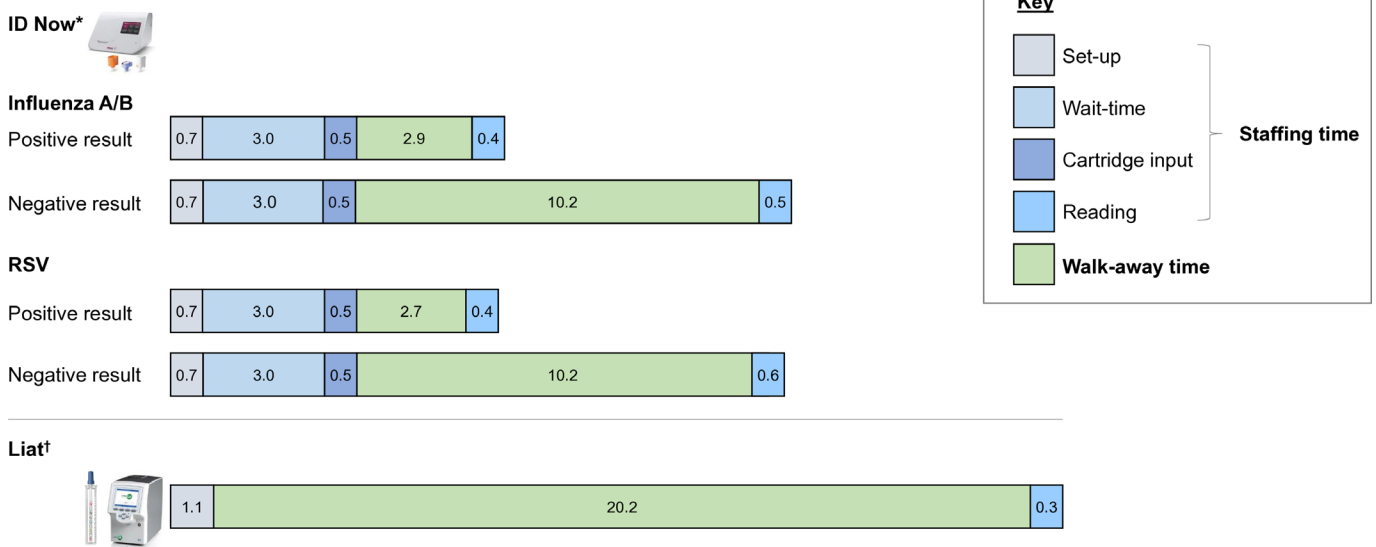 Key
ID Now*
Set-up
Wait-time
Cartridge input
Reading
Staffing time
Walk-away time
Influenza A/B
Positive result 0.7 3.0 0.5 2.9 0.4
Negative result 0.7 3.0 0.5 10.2 0.5
RSV
Positive result 0.7 3.0 0.5 2.7 0.4
Negative result 0.7 3.0 0.5 10.2 0.6
Liat†
1.1 20.2 0.3